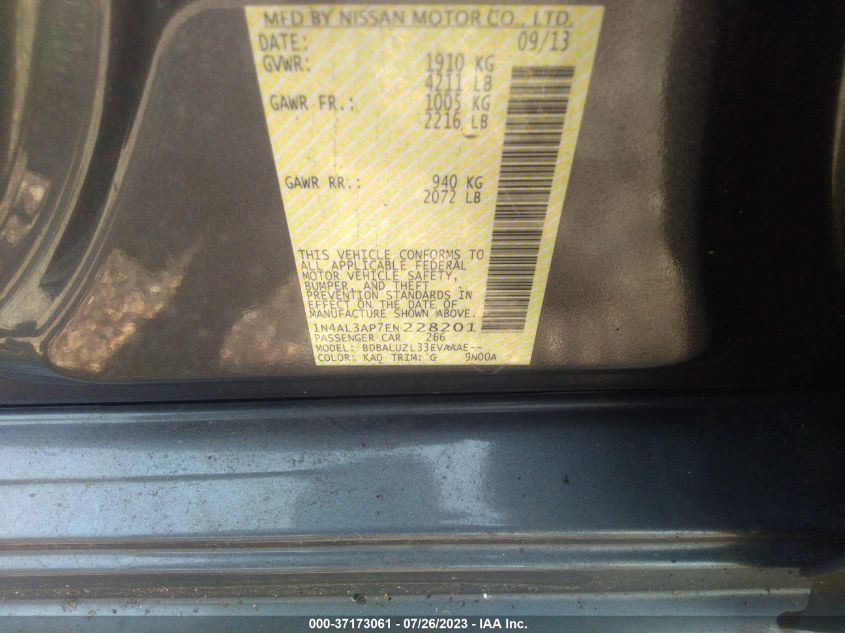 MFD BY NISSAN MOTOR CO., LTD.
DATE: 09/13
GVWR: 1910 KG
4211 LB
GAWR FR.: 1005 KG
2216 LB
GAWR RR.: 940 KG
2072 LB
THIS VEHICLE CONFORMS TO
ALL APPLICABLE FEDERAL
MOTOR VEHICLE SAFETY,
BUMPER, AND THEFT
PREVENTION STANDARDS IN
EFFECT ON THE DATE OF
MANUFACTURE SHOWN ABOVE.
1N4AL3AP7EN228201
PASSENGER CAR 266
MODEL: BDBALUZL33EVAAAE--
COLOR: KAD TRIM: G 9N00A
000-37173061 / 07/26/2023 - IAA Inc.